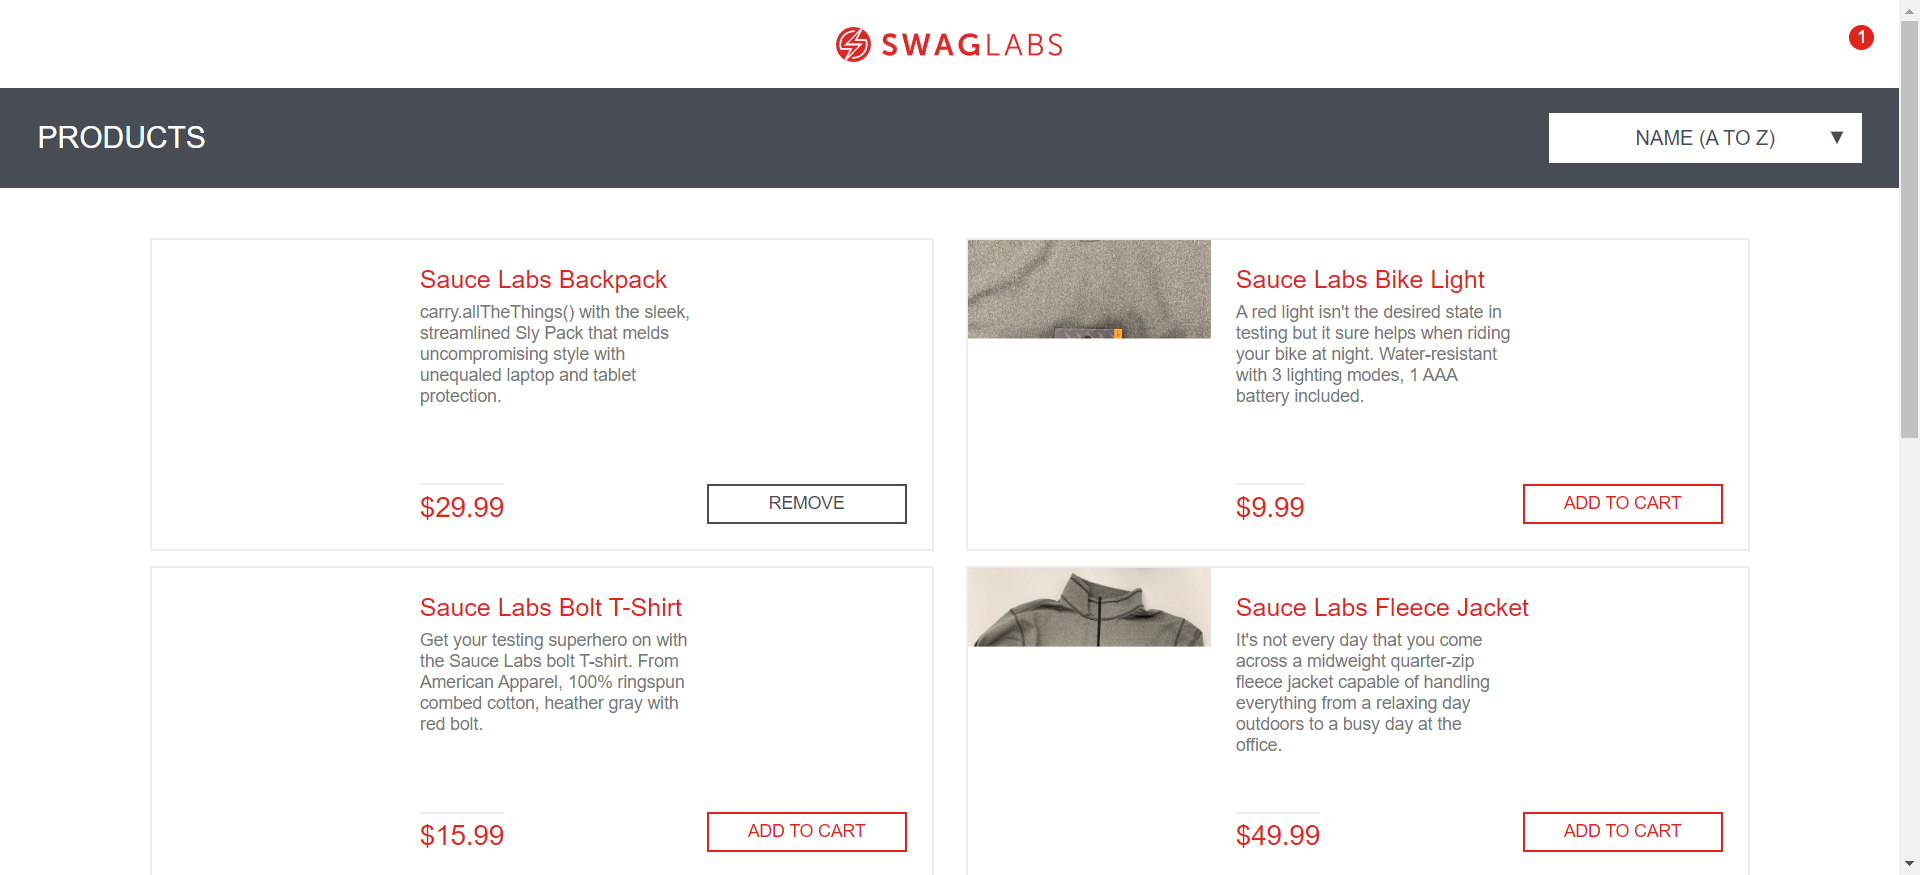 SWAGLABS
1
PRODUCTS
NAME (A TO Z)
Sauce Labs Backpack
carry.allTheThings() with the sleek,
streamlined Sly Pack that melds
uncompromising style with
unequaled laptop and tablet
protection.
$29.99
REMOVE
Sauce Labs Bike Light
A red light isn't the desired state in
testing but it sure helps when riding
your bike at night. Water-resistant
with 3 lighting modes, 1 AAA
battery included.
$9.99
ADD TO CART
Sauce Labs Bolt T-Shirt
Get your testing superhero on with
the Sauce Labs bolt T-shirt. From
American Apparel, 100% ringspun
combed cotton, heather gray with
red bolt.
$15.99
ADD TO CART
Sauce Labs Fleece Jacket
It's not every day that you come
across a midweight quarter-zip
fleece jacket capable of handling
everything from a relaxing day
outdoors to a busy day at the
office.
$49.99
ADD TO CART